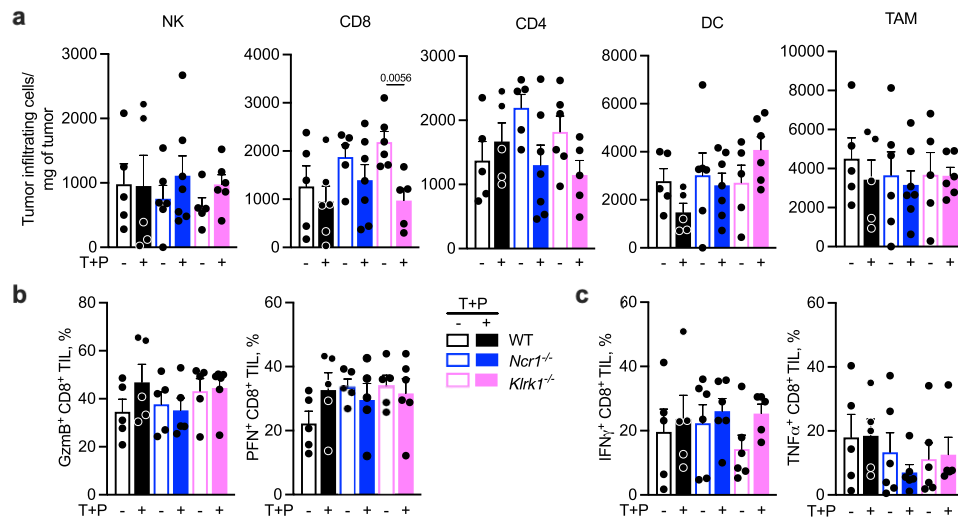 a
NK
CD8
CD4
DC
TAM
Tumor infiltrating cells/
mg of tumor
3000
2000
1000
0
4000
3000
2000
1000
0
0.0056
3000
2000
1000
0
8000
6000
4000
2000
0
10000
8000
6000
4000
2000
0
T+P - + - + - +
- + - + - +
- + - + - +
- + - + - +
- + - + - +
b
GzmB⁺ CD8⁺ TIL, %
80
60
40
20
0
T+P - + - + - +
PFN⁺ CD8⁺ TIL, %
60
40
20
0
- + - + - +
T+P
- +
WT
Ncr1⁻/⁻
Klrk1⁻/⁻
c
IFNγ⁺ CD8⁺ TIL, %
60
40
20
0
T+P - + - + - +
TNFα⁺ CD8⁺ TIL, %
60
40
20
0
- + - + - +